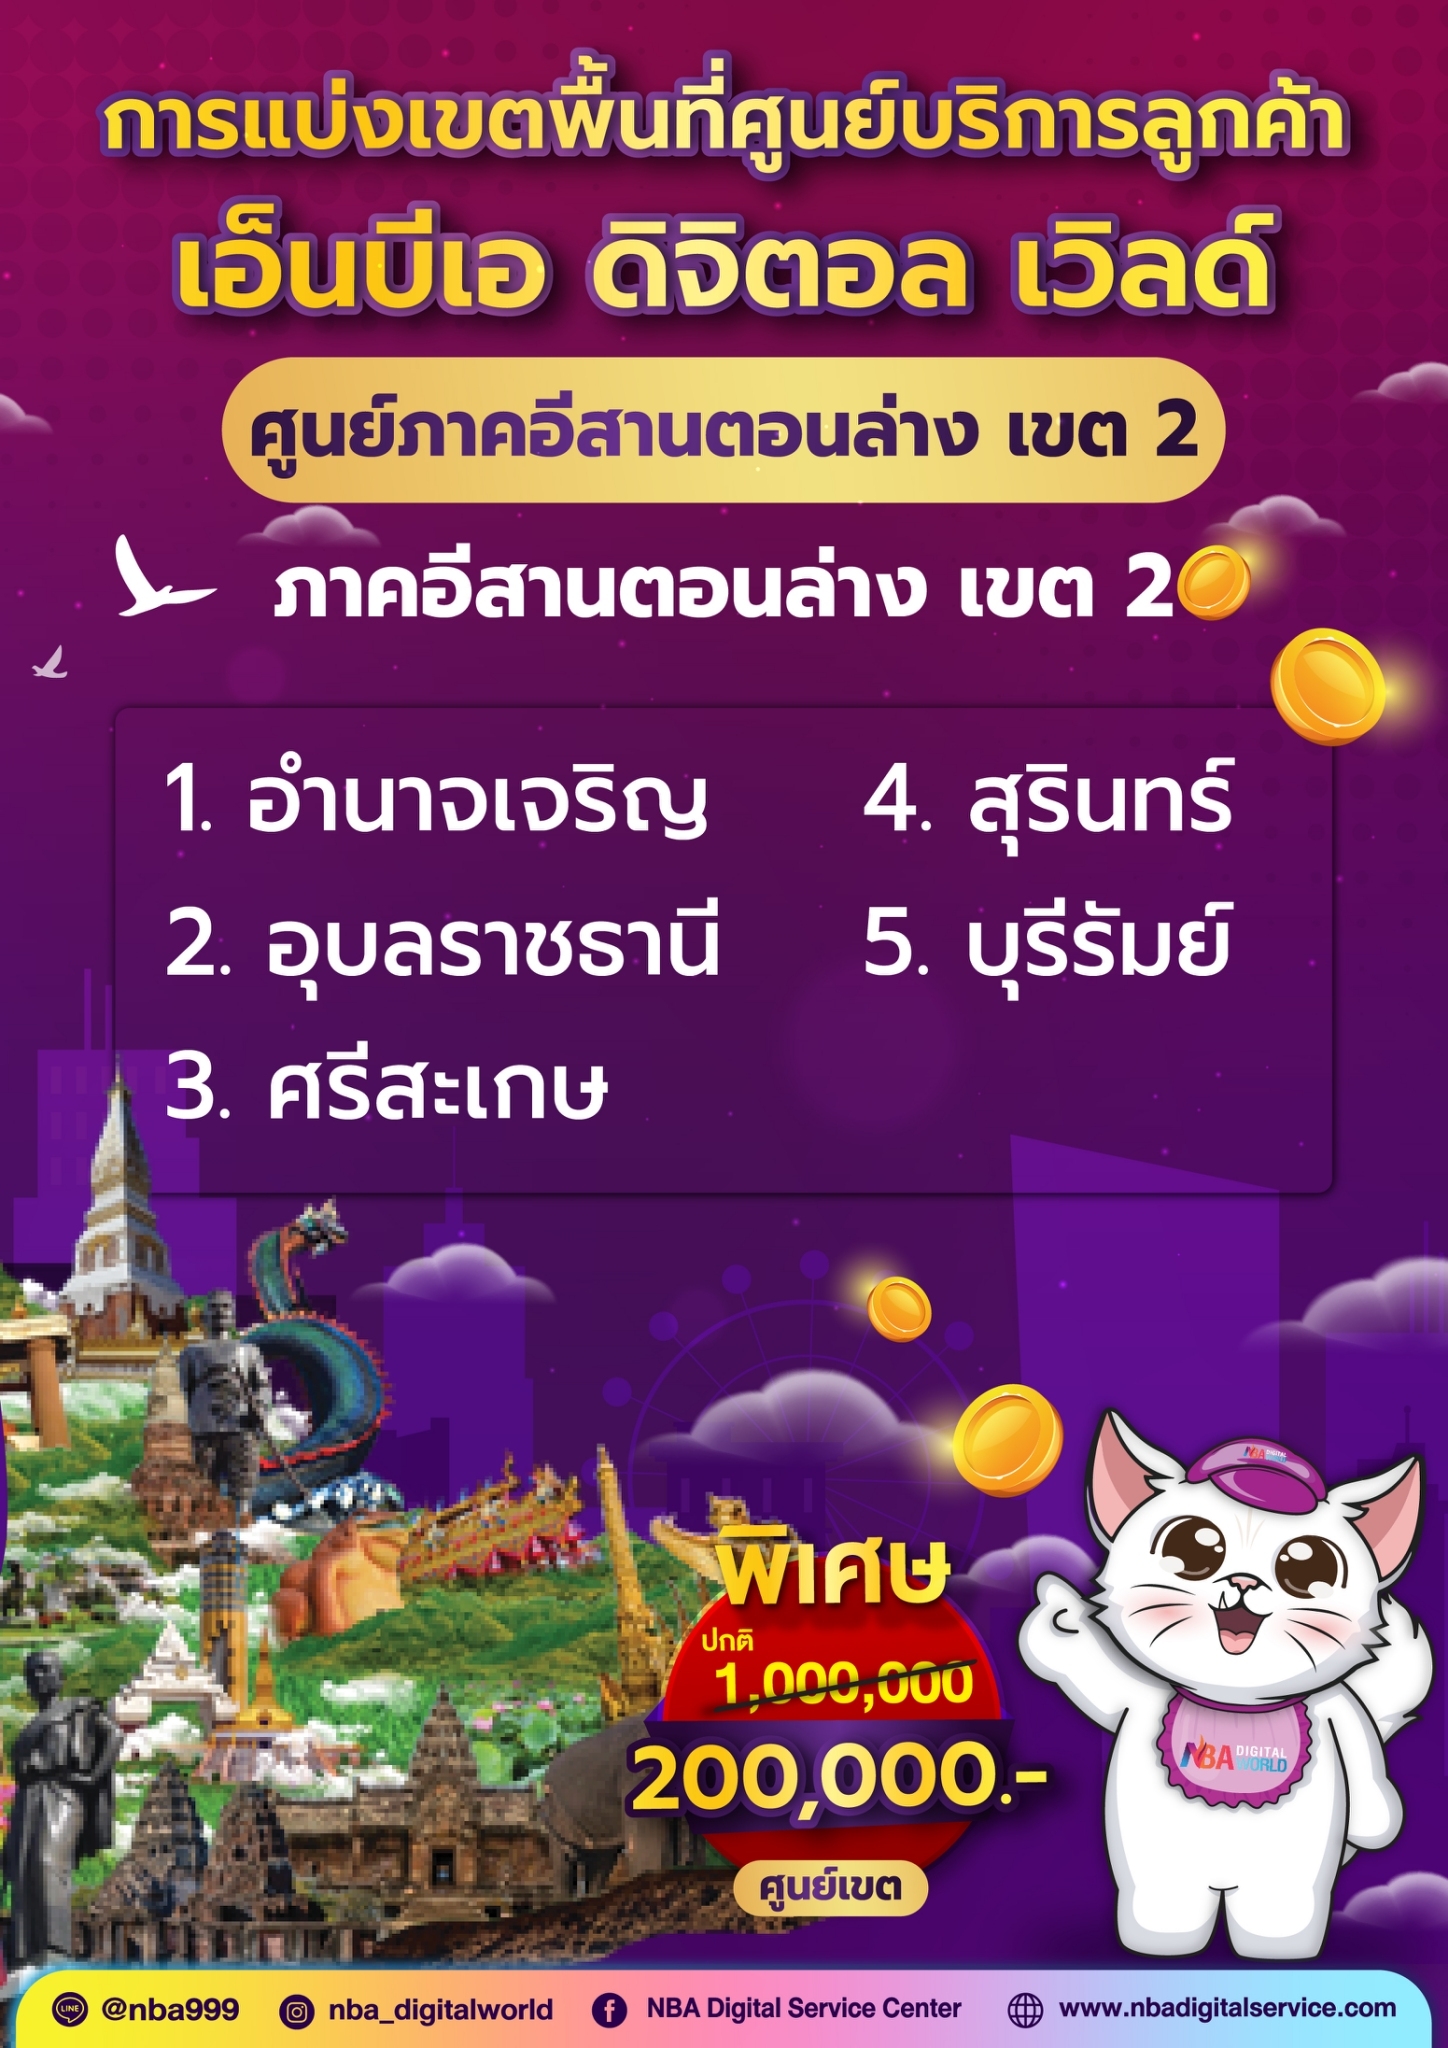 การแบ่งเขตพื้นที่ศูนย์บริการลูกค้า
เอ็นบีเอ ดิจิตอล เวิลด์
ศูนย์ภาคอีสานตอนล่าง เขต 2
ภาคอีสานตอนล่าง เขต 2
1. อำนาจเจริญ
2. อุบลราชธานี
3. ศรีสะเกษ
4. สุรินทร์
5. บุรีรัมย์
NBA DIGITAL WORLD
พิเศษ
ปกติ
1,000,000
200,000.-
ศูนย์เขต
NBA DIGITAL WORLD
LINE @nba999
nba_digitalworld
NBA Digital Service Center
www.nbadigitalservice.com